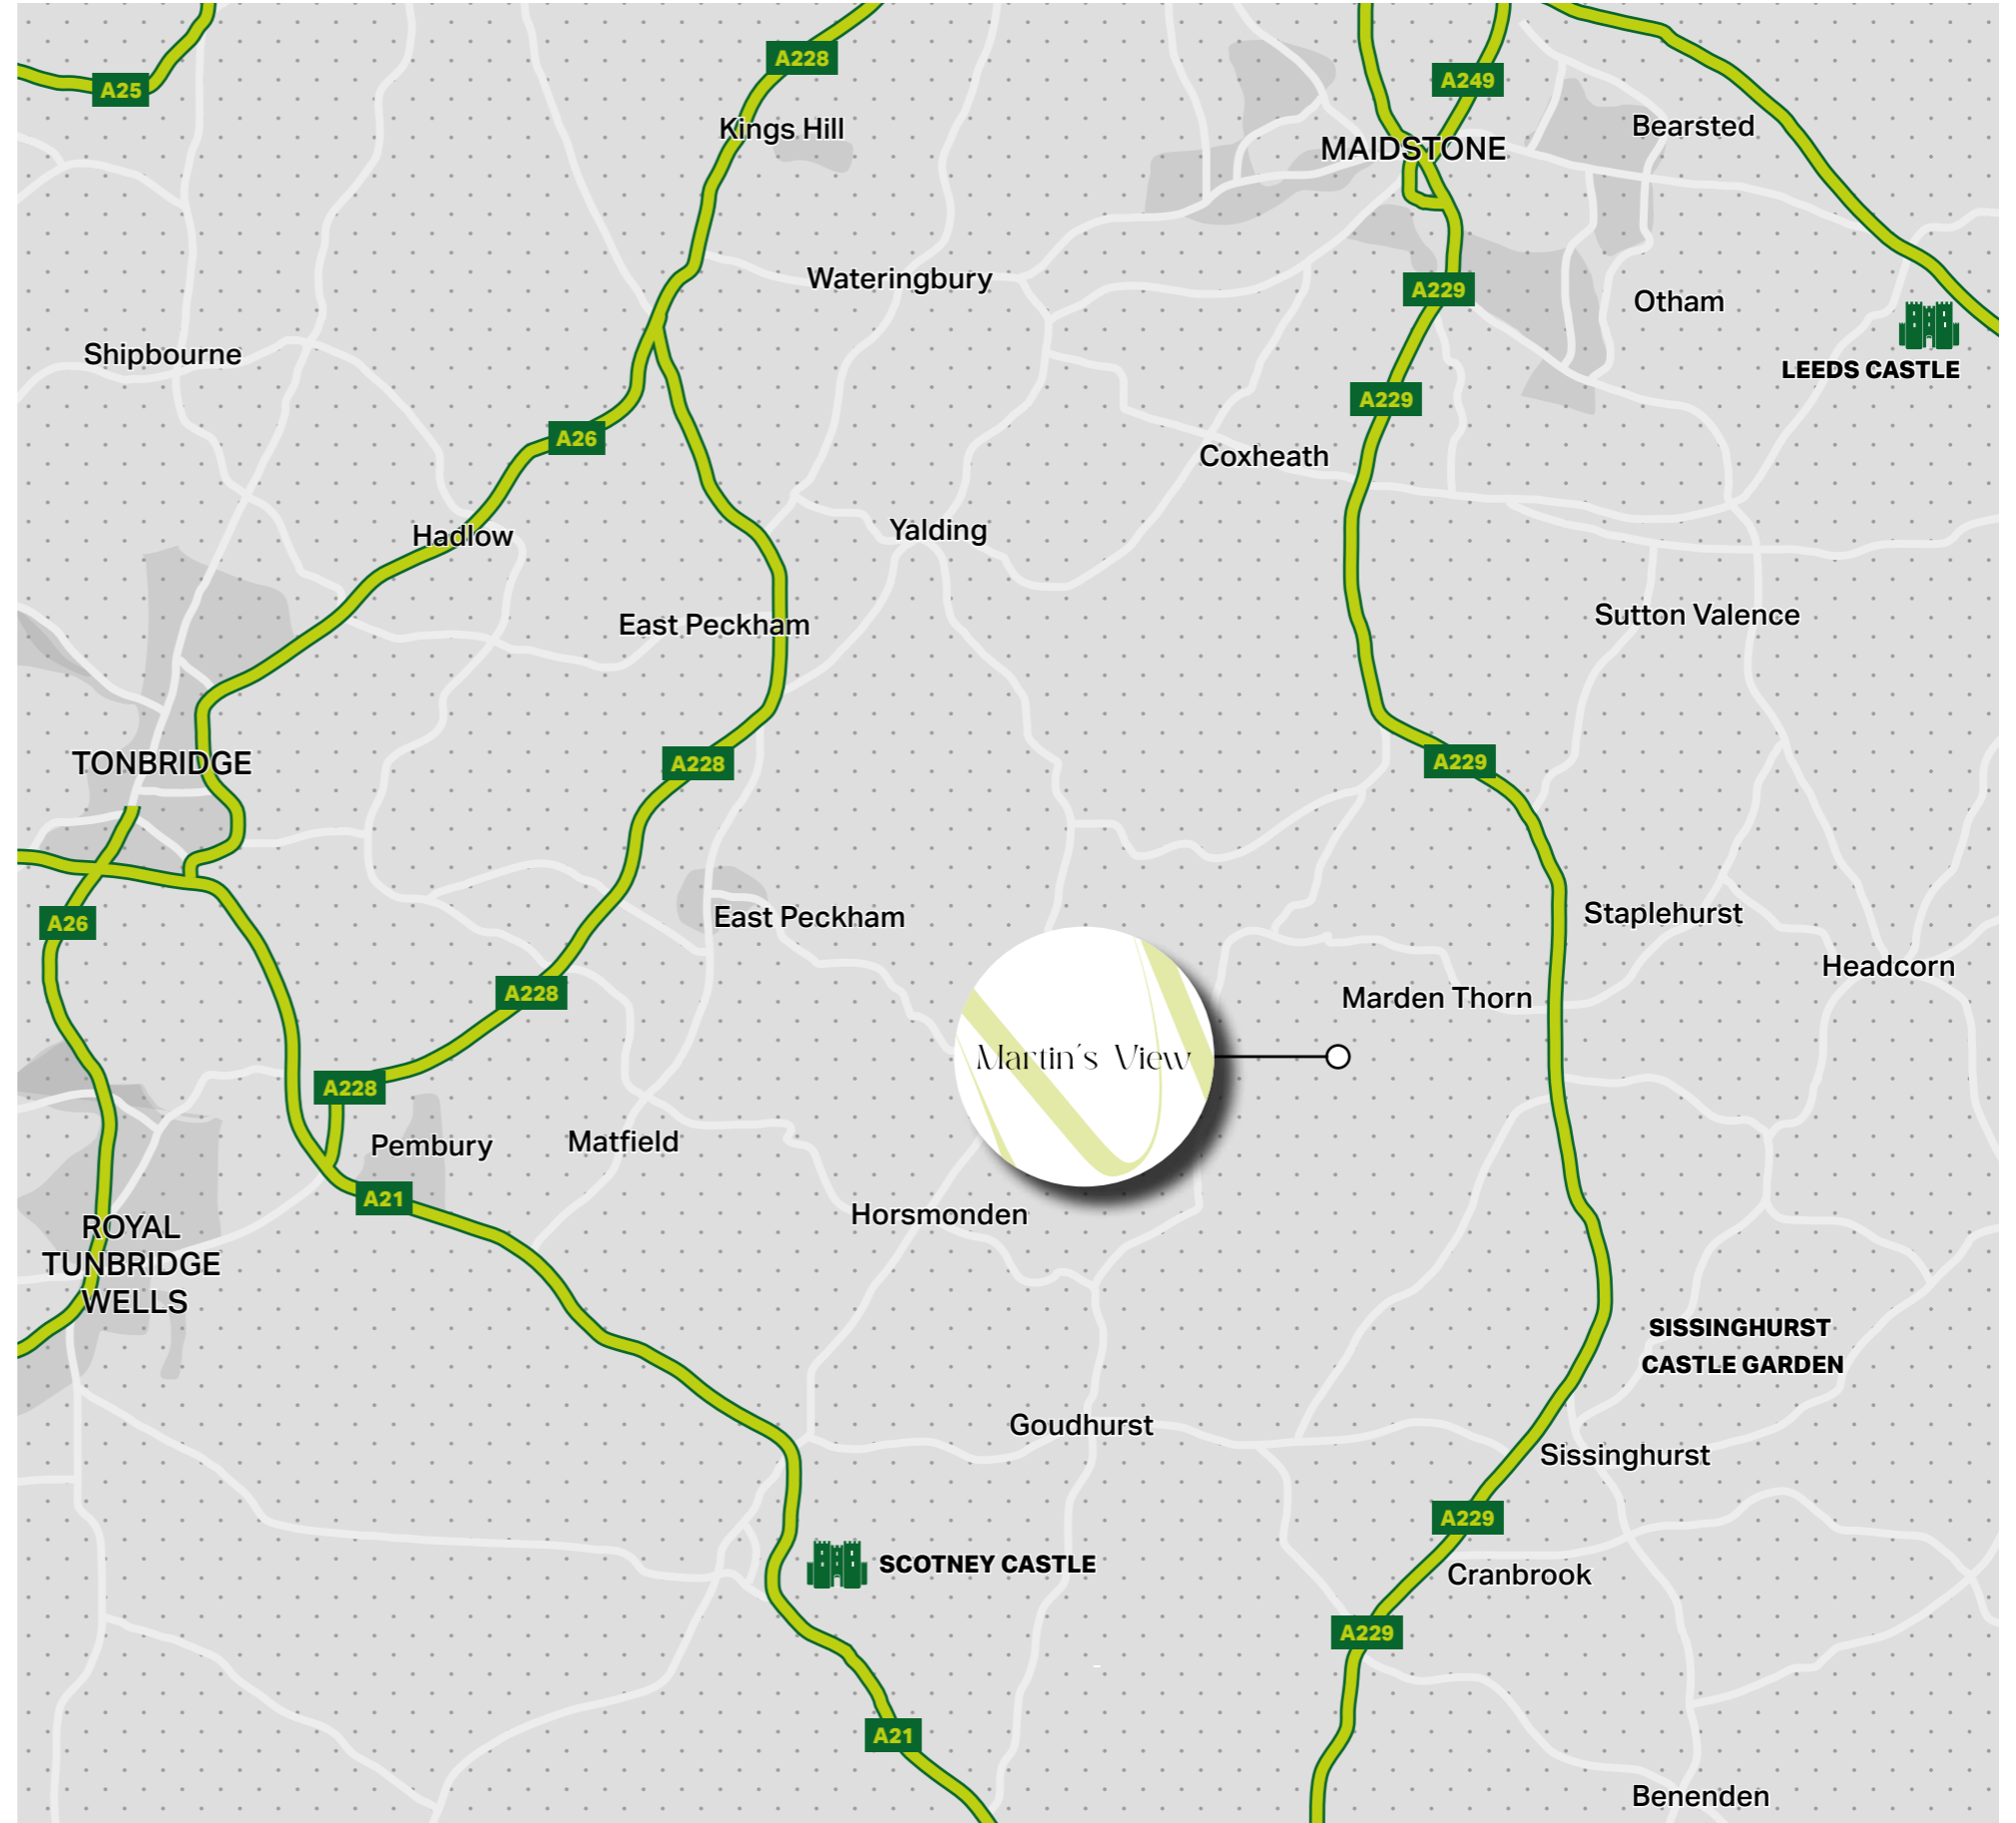 A228
A25
A249
Kings Hill
Bearsted
MAIDSTONE
Wateringbury
A229
Otham
Shipbourne
LEEDS CASTLE
A229
A26
Coxheath
Hadlow
Yalding
East Peckham
Sutton Valence
TONBRIDGE
A228
A229
A26
East Peckham
Staplehurst
Headcorn
A228
Marden Thorn
Martin's View
A228
Pembury
Matfield
A21
Horsmonden
ROYAL
TUNBRIDGE
WELLS
SISSINGHURST
CASTLE GARDEN
Goudhurst
Sissinghurst
A229
SCOTNEY CASTLE
Cranbrook
A229
A21
Benenden